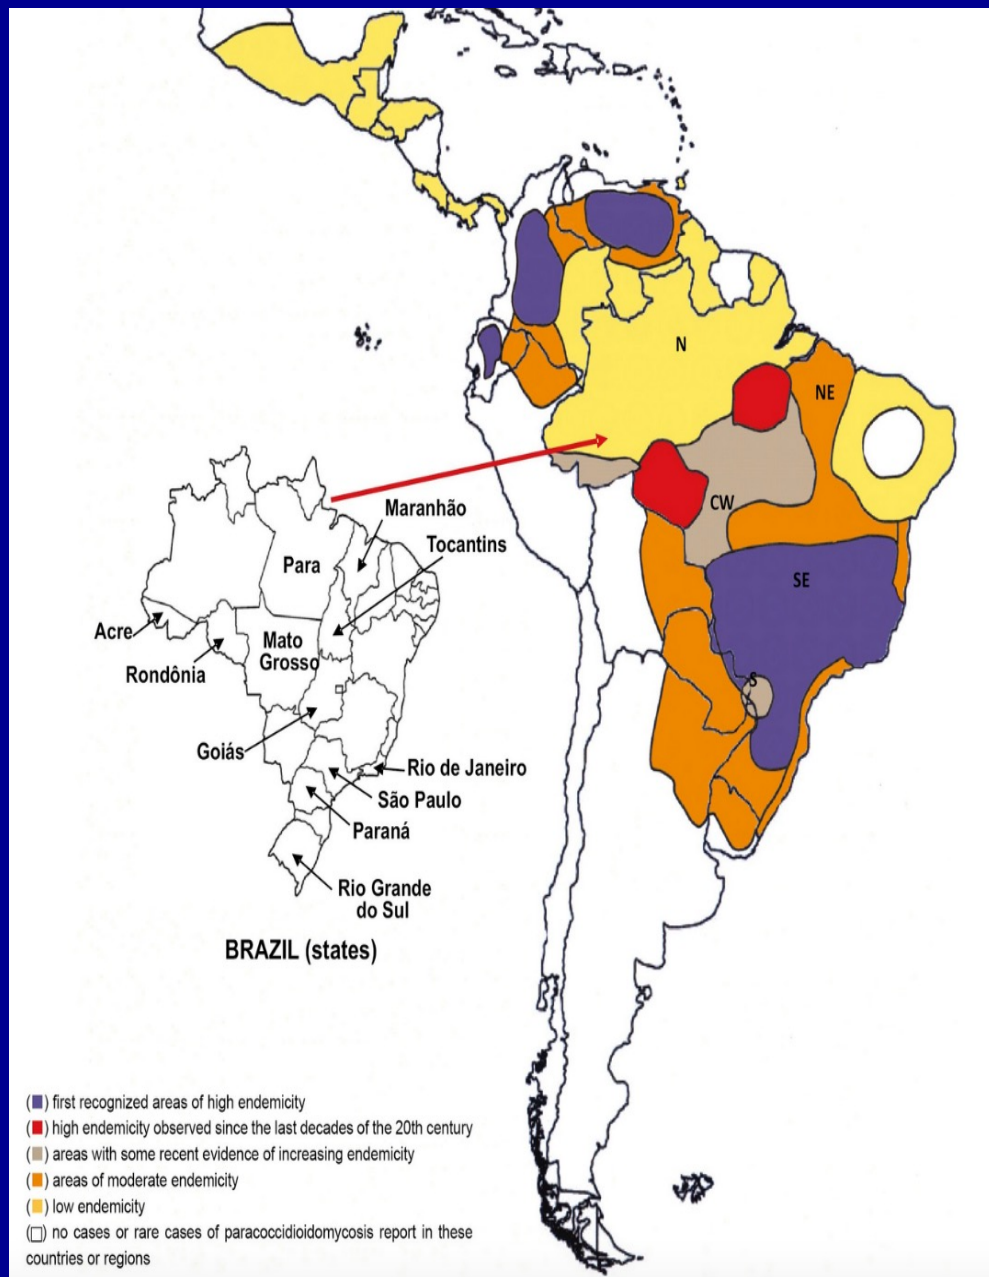 N
NE
CW
SE
S
Maranhão
Tocantins
Para
Acre
Mato
Grosso
Rondônia
Goiás
Rio de Janeiro
São Paulo
Paraná
Rio Grande
do Sul
BRAZIL (states)
(■) first recognized areas of high endemicity
(■) high endemicity observed since the last decades of the 20th century
(■) areas with some recent evidence of increasing endemicity
(■) areas of moderate endemicity
(■) low endemicity
(□) no cases or rare cases of paracoccidioidomycosis report in these
countries or regions